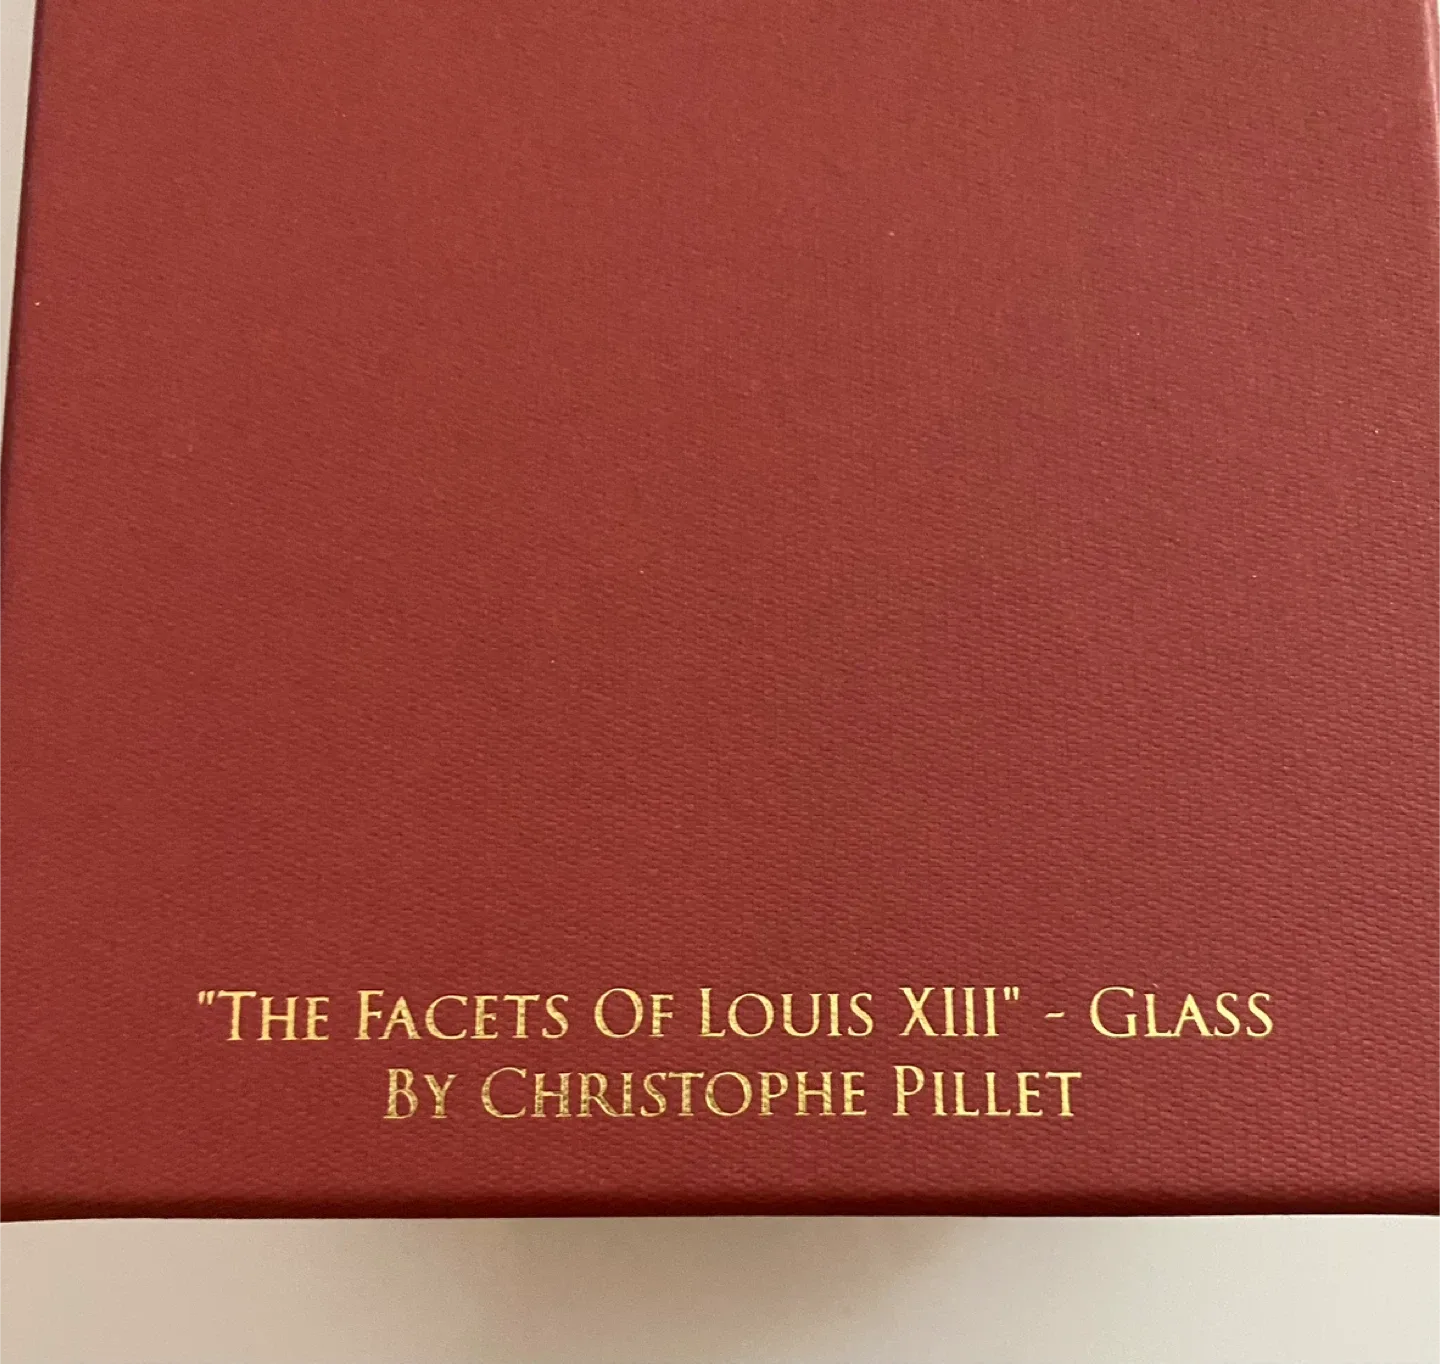 "The Facets Of Louis XIII" - Glass
By Christophe Pillet